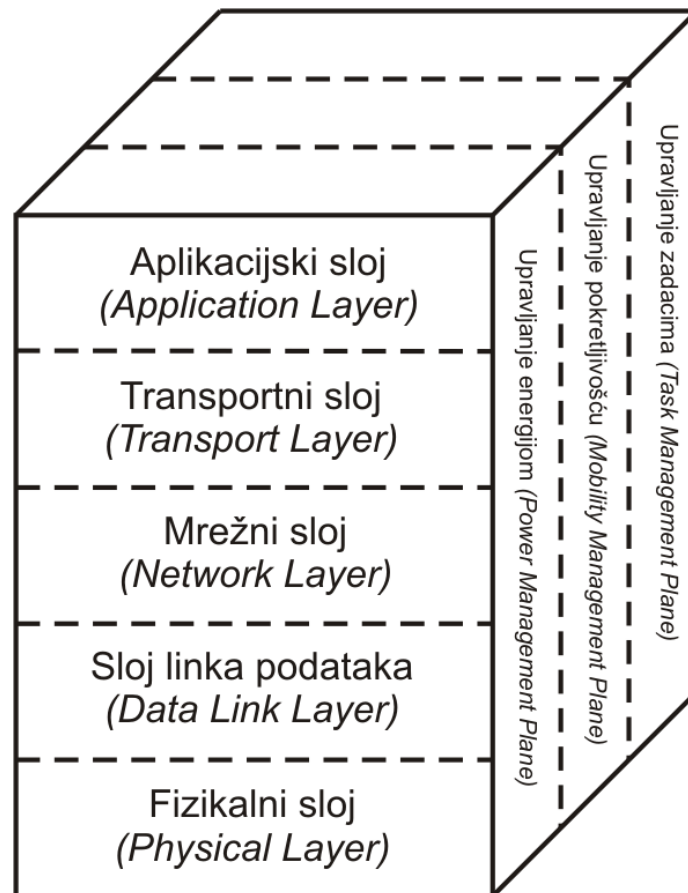 Aplikacijski sloj
(Application Layer)
Transportni sloj
(Transport Layer)
Mrežni sloj
(Network Layer)
Sloj linka podataka
(Data Link Layer)
Fizikalni sloj
(Physical Layer)
Upravljanje energijom (Power Management Plane)
Upravljanje pokretljivošću (Mobility Management Plane)
Upravljanje zadacima (Task Management Plane)